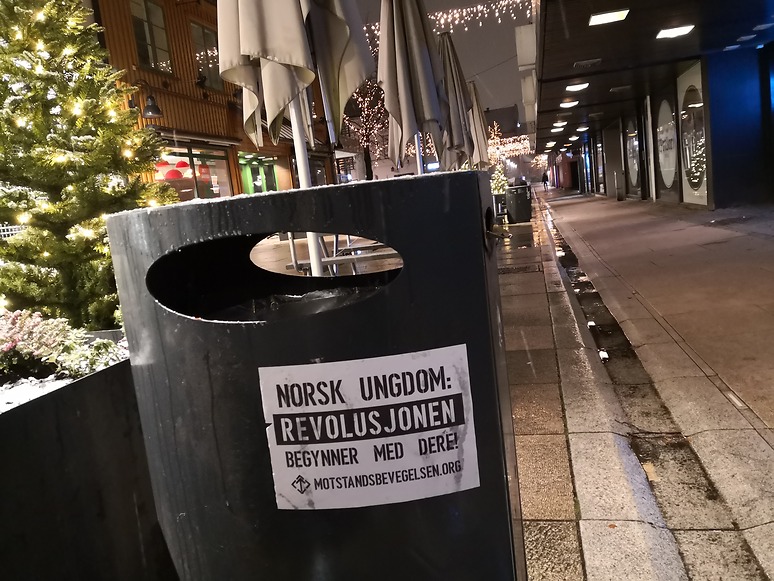 NORSK UNGDOM:
REVOLUSJONEN
BEGYNNER MED DERE!
MOTSTANDSBEVEGELSEN.ORG